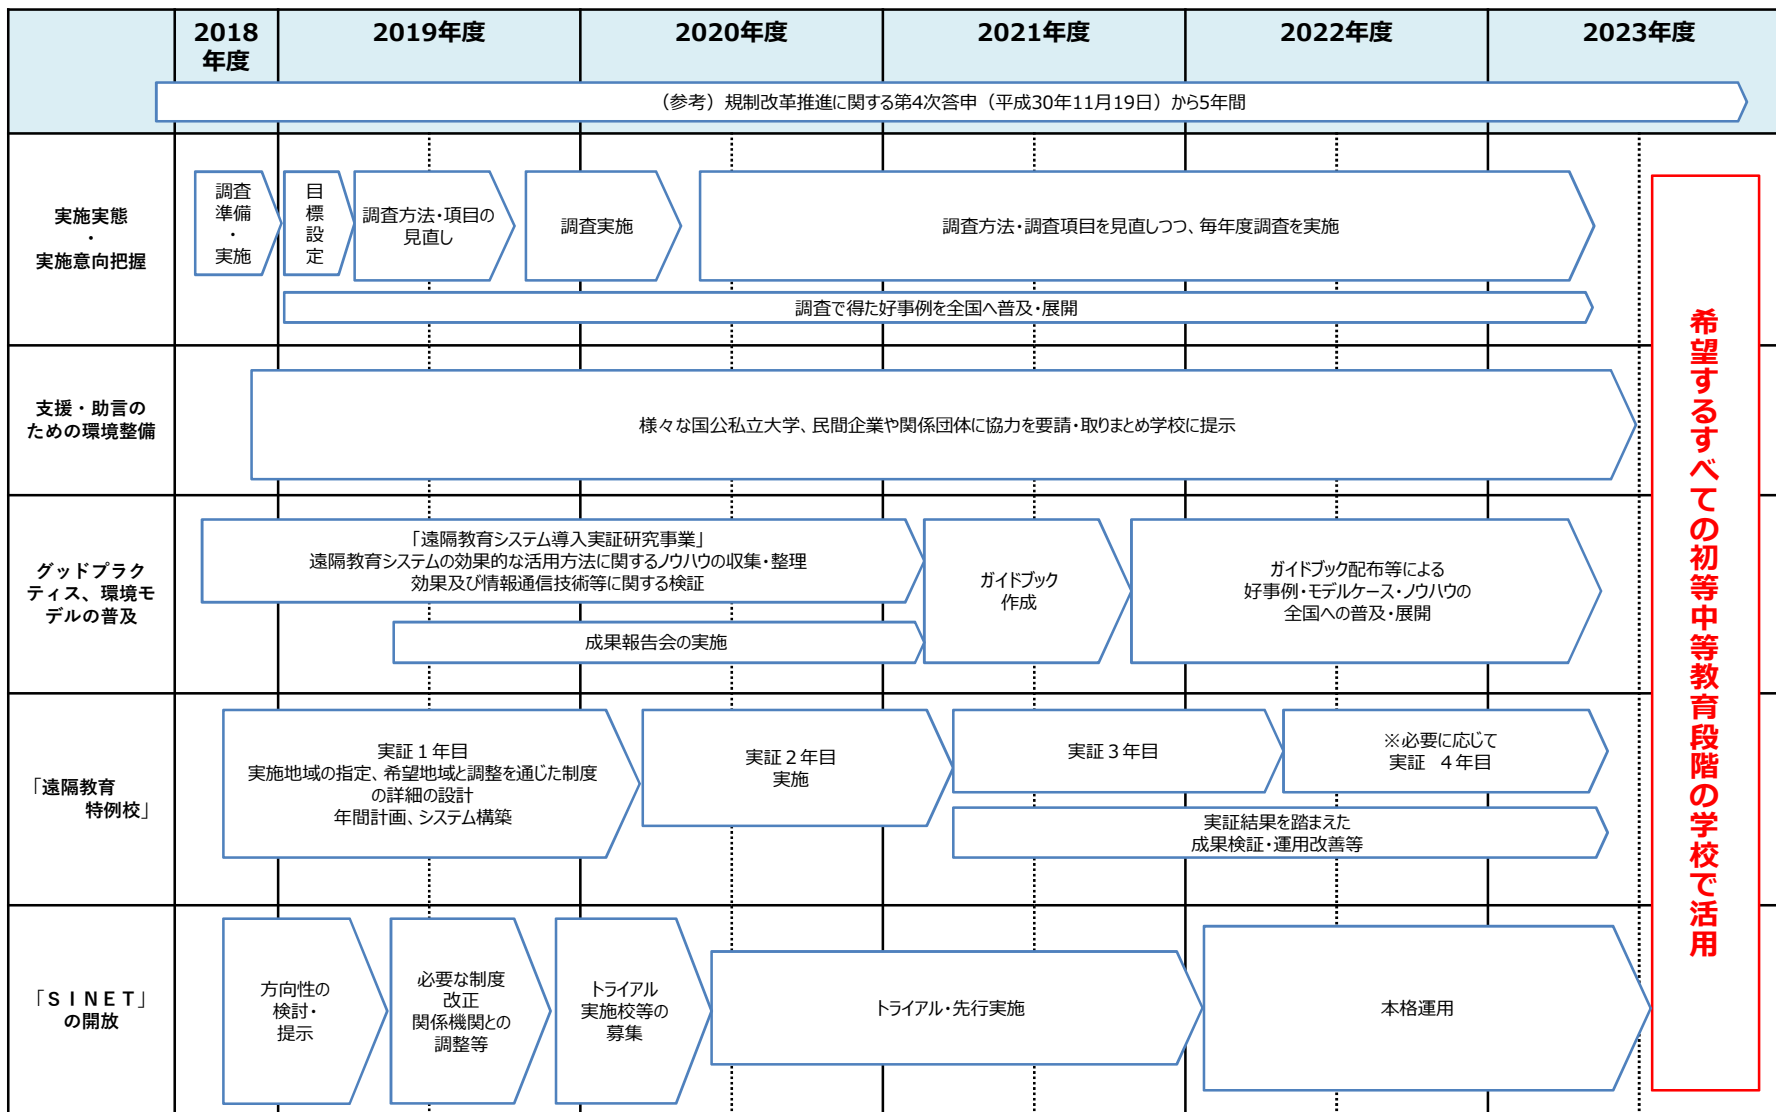 2018
年度
2019年度
2020年度
2021年度
2022年度
2023年度
（参考）規制改革推進に関する第4次答申（平成30年11月19日）から5年間
実施実態
・
実施意向把握
調査
準備
・
実施
目
標
設
定
調査方法・項目の
見直し
調査実施
調査方法・調査項目を見直しつつ、毎年度調査を実施
調査で得た好事例を全国へ普及・展開
支援・助言の
ための環境整備
様々な国公私立大学、民間企業や関係団体に協力を要請・取りまとめ学校に提示
グッドプラク
ティス、環境モ
デルの普及
「遠隔教育システム導入実証研究事業」
遠隔教育システムの効果的な活用方法に関するノウハウの収集・整理
効果及び情報通信技術等に関する検証
成果報告会の実施
ガイドブック
作成
ガイドブック配布等による
好事例・モデルケース・ノウハウの
全国への普及・展開
「遠隔教育
特例校」
実証１年目
実施地域の指定、希望地域と調整を通じた制度
の詳細の設計
年間計画、システム構築
実証２年目
実施
実証３年目
※必要に応じて
実証　４年目
実証結果を踏まえた
成果検証・運用改善等
「ＳＩＮＥＴ」
の開放
方向性の
検討・
提示
必要な制度
改正
関係機関との
調整等
トライアル
実施校等の
募集
トライアル・先行実施
本格運用
希望するすべての初等中等教育段階の学校で活用